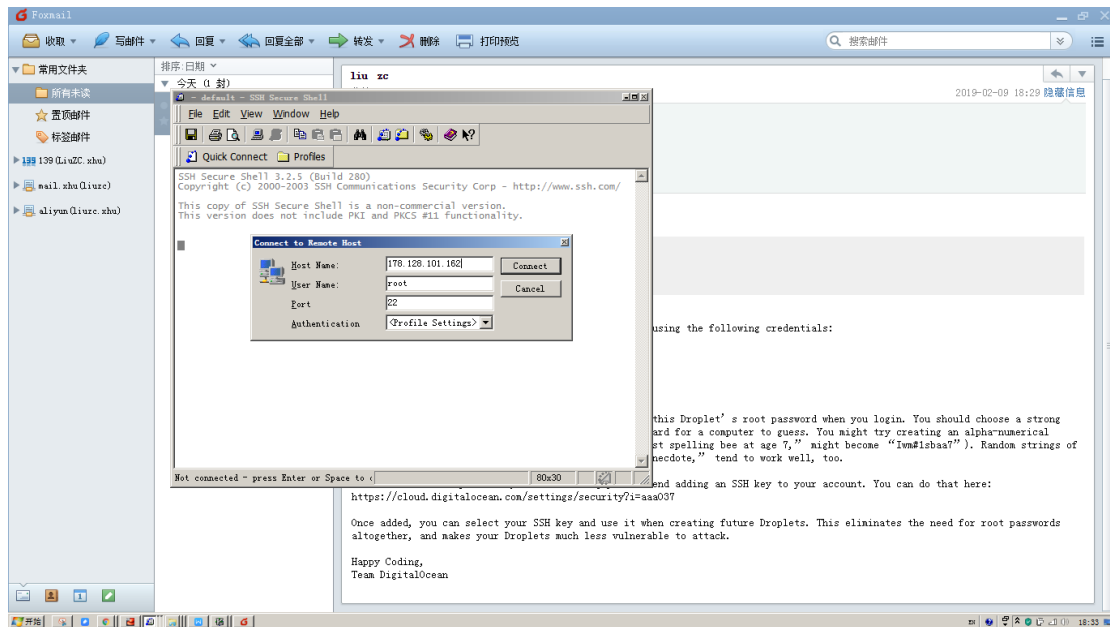 Foxmail
收取 写邮件 回复 回复全部 转发 删除 打印预览 搜索邮件
常用文件夹
所有未读
置顶邮件
标签邮件
139 139 (LiuZC.xhu)
mail.xhu(liuzc)
aliyun(liuzc.xhu)
排序:日期
今天 (1 封)
liu zc
2019-02-09 18:29 隐藏信息
- default - SSH Secure Shell
File Edit View Window Help
Quick Connect Profiles
SSH Secure Shell 3.2.5 (Build 280)
Copyright (c) 2000-2003 SSH Communications Security Corp - http://www.ssh.com/
This copy of SSH Secure Shell is a non-commercial version.
This version does not include PKI and PKCS #11 functionality.
Connect to Remote Host
Host Name: 178.128.101.162 Connect
User Name: root Cancel
Port 22
Authentication <Profile Settings>
Not connected - press Enter or Space to c 80x30
using the following credentials:
this Droplet's root password when you login. You should choose a strong
ard for a computer to guess. You might try creating an alpha-numerical
st spelling bee at age 7,” might become “Iwm#1sbaa7”). Random strings of
necdote,” tend to work well, too.
end adding an SSH key to your account. You can do that here:
https://cloud.digitalocean.com/settings/security?i=aaa037
Once added, you can select your SSH key and use it when creating future Droplets. This eliminates the need for root passwords
altogether, and makes your Droplets much less vulnerable to attack.
Happy Coding,
Team DigitalOcean
开始 EN 18:33